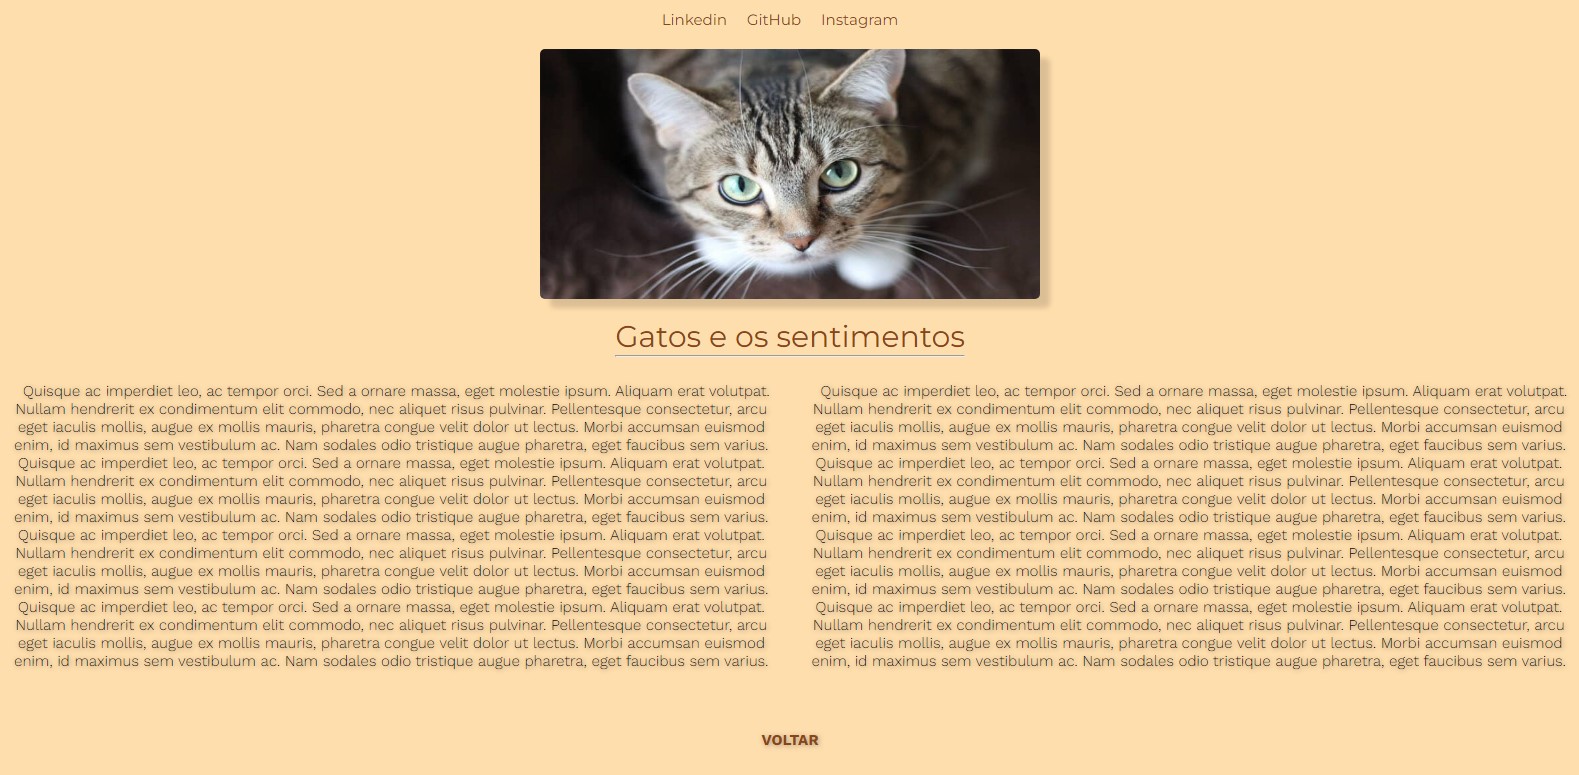 Linkedin GitHub Instagram
Gatos e os sentimentos
Quisque ac imperdiet leo, ac tempor orci. Sed a ornare massa, eget molestie ipsum. Aliquam erat volutpat.
Nullam hendrerit ex condimentum elit commodo, nec aliquet risus pulvinar. Pellentesque consectetur, arcu
eget iaculis mollis, augue ex mollis mauris, pharetra congue velit dolor ut lectus. Morbi accumsan euismod
enim, id maximus sem vestibulum ac. Nam sodales odio tristique augue pharetra, eget faucibus sem varius.
Quisque ac imperdiet leo, ac tempor orci. Sed a ornare massa, eget molestie ipsum. Aliquam erat volutpat.
Nullam hendrerit ex condimentum elit commodo, nec aliquet risus pulvinar. Pellentesque consectetur, arcu
eget iaculis mollis, augue ex mollis mauris, pharetra congue velit dolor ut lectus. Morbi accumsan euismod
enim, id maximus sem vestibulum ac. Nam sodales odio tristique augue pharetra, eget faucibus sem varius.
Quisque ac imperdiet leo, ac tempor orci. Sed a ornare massa, eget molestie ipsum. Aliquam erat volutpat.
Nullam hendrerit ex condimentum elit commodo, nec aliquet risus pulvinar. Pellentesque consectetur, arcu
eget iaculis mollis, augue ex mollis mauris, pharetra congue velit dolor ut lectus. Morbi accumsan euismod
enim, id maximus sem vestibulum ac. Nam sodales odio tristique augue pharetra, eget faucibus sem varius.
Quisque ac imperdiet leo, ac tempor orci. Sed a ornare massa, eget molestie ipsum. Aliquam erat volutpat.
Nullam hendrerit ex condimentum elit commodo, nec aliquet risus pulvinar. Pellentesque consectetur, arcu
eget iaculis mollis, augue ex mollis mauris, pharetra congue velit dolor ut lectus. Morbi accumsan euismod
enim, id maximus sem vestibulum ac. Nam sodales odio tristique augue pharetra, eget faucibus sem varius.
Quisque ac imperdiet leo, ac tempor orci. Sed a ornare massa, eget molestie ipsum. Aliquam erat volutpat.
Nullam hendrerit ex condimentum elit commodo, nec aliquet risus pulvinar. Pellentesque consectetur, arcu
eget iaculis mollis, augue ex mollis mauris, pharetra congue velit dolor ut lectus. Morbi accumsan euismod
enim, id maximus sem vestibulum ac. Nam sodales odio tristique augue pharetra, eget faucibus sem varius.
Quisque ac imperdiet leo, ac tempor orci. Sed a ornare massa, eget molestie ipsum. Aliquam erat volutpat.
Nullam hendrerit ex condimentum elit commodo, nec aliquet risus pulvinar. Pellentesque consectetur, arcu
eget iaculis mollis, augue ex mollis mauris, pharetra congue velit dolor ut lectus. Morbi accumsan euismod
enim, id maximus sem vestibulum ac. Nam sodales odio tristique augue pharetra, eget faucibus sem varius.
Quisque ac imperdiet leo, ac tempor orci. Sed a ornare massa, eget molestie ipsum. Aliquam erat volutpat.
Nullam hendrerit ex condimentum elit commodo, nec aliquet risus pulvinar. Pellentesque consectetur, arcu
eget iaculis mollis, augue ex mollis mauris, pharetra congue velit dolor ut lectus. Morbi accumsan euismod
enim, id maximus sem vestibulum ac. Nam sodales odio tristique augue pharetra, eget faucibus sem varius.
Quisque ac imperdiet leo, ac tempor orci. Sed a ornare massa, eget molestie ipsum. Aliquam erat volutpat.
Nullam hendrerit ex condimentum elit commodo, nec aliquet risus pulvinar. Pellentesque consectetur, arcu
eget iaculis mollis, augue ex mollis mauris, pharetra congue velit dolor ut lectus. Morbi accumsan euismod
enim, id maximus sem vestibulum ac. Nam sodales odio tristique augue pharetra, eget faucibus sem varius.
VOLTAR